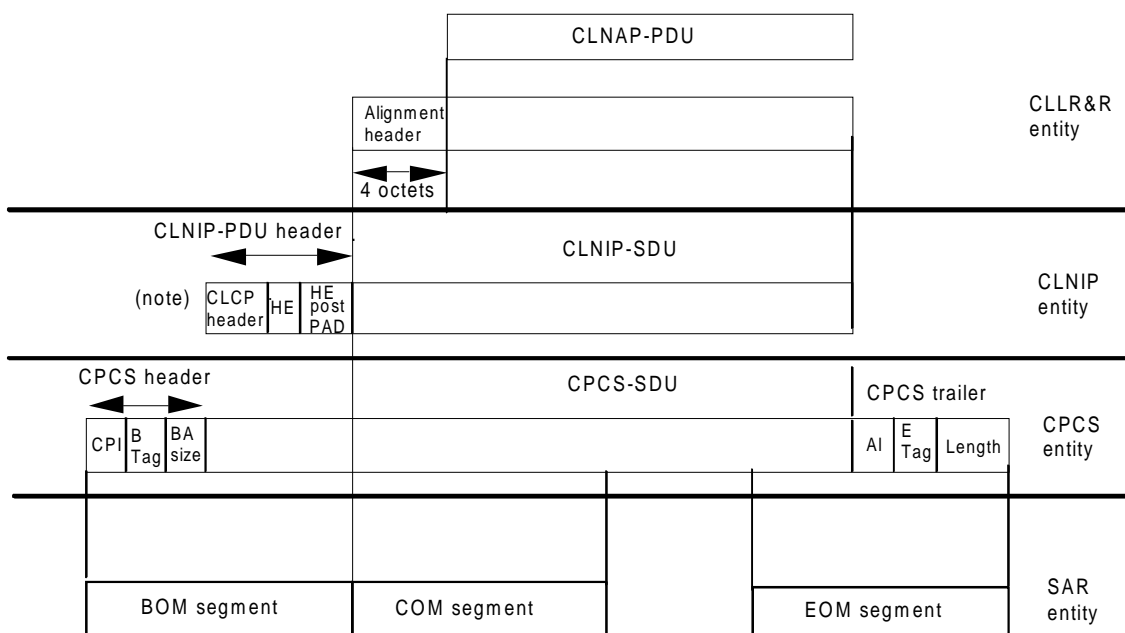 CLNAP-PDU
CLLR&R
entity
Alignment
header
4 octets
CLNIP-PDU header
CLNIP-SDU
CLNIP
entity
(note)
CLCP
header
HE
HE
post
PAD
CPCS header
CPCS-SDU
CPCS trailer
CPCS
entity
CPI
B
Tag
BA
size
AI
E
Tag
Length
SAR
entity
BOM segment
COM segment
EOM segment